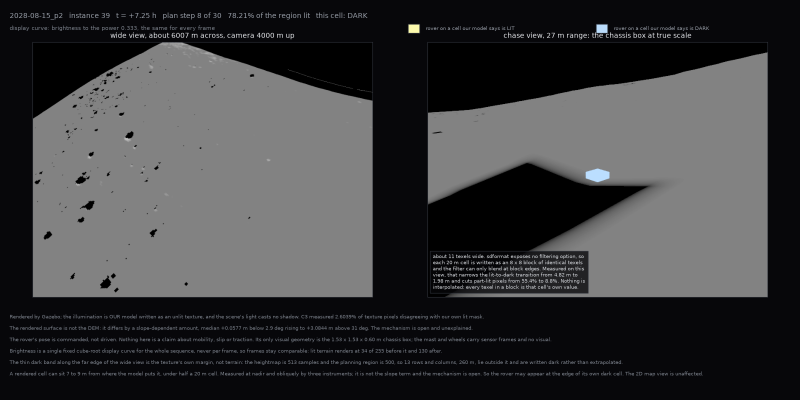 2028-08-15_p2 instance 39 t = +7.25 h plan step 8 of 30 78.21% of the region lit this cell: DARK
display curve: brightness to the power 0.333, the same for every frame
rover on a cell our model says is LIT
rover on a cell our model says is DARK
wide view, about 6007 m across, camera 4000 m up
chase view, 27 m range: the chassis box at true scale
about 11 texels wide. sdformat exposes no filtering option, so
each 20 m cell is written as an 8 x 8 block of identical texels
and the filter can only blend at block edges. Measured on this
view, that narrows the lit-to-dark transition from 4.82 m to
1.98 m and cuts part-lit pixels from 55.4% to 8.8%. Nothing is
interpolated: every texel in a block is that cell's own value.
Rendered by Gazebo; the illumination is OUR model written as an unlit texture, and the scene's light casts no shadow. C3 measured 2.6039% of texture pixels disagreeing with our own lit mask.
The rendered surface is not the DEM; it differs by a slope-dependent amount, median +0.0577 m below 2.9 deg rising to +3.0844 m above 31 deg. The mechanism is open and unexplained.
The rover's pose is commanded, not driven. Nothing here is a claim about mobility, slip or traction. Its only visual geometry is the 1.53 x 1.53 x 0.60 m chassis box; the mast and wheels carry sensor frames and no visual.
Brightness is a single fixed cube-root display curve for the whole sequence, never per frame, so frames stay comparable: lit terrain renders at 34 of 255 before it and 130 after.
The thin dark band along the far edge of the wide view is the texture's own margin, not terrain: the heightmap is 513 samples and the planning region is 500, so 13 rows and columns, 260 m, lie outside it and are written dark rather than extrapolated.
A rendered cell can sit 7 to 9 m from where the model puts it, under half a 20 m cell. Measured at nadir and obliquely by three instruments; it is not the slope term and the mechanism is open. So the rover may appear at the edge of its own dark cell. The 2D map view is unaffected.